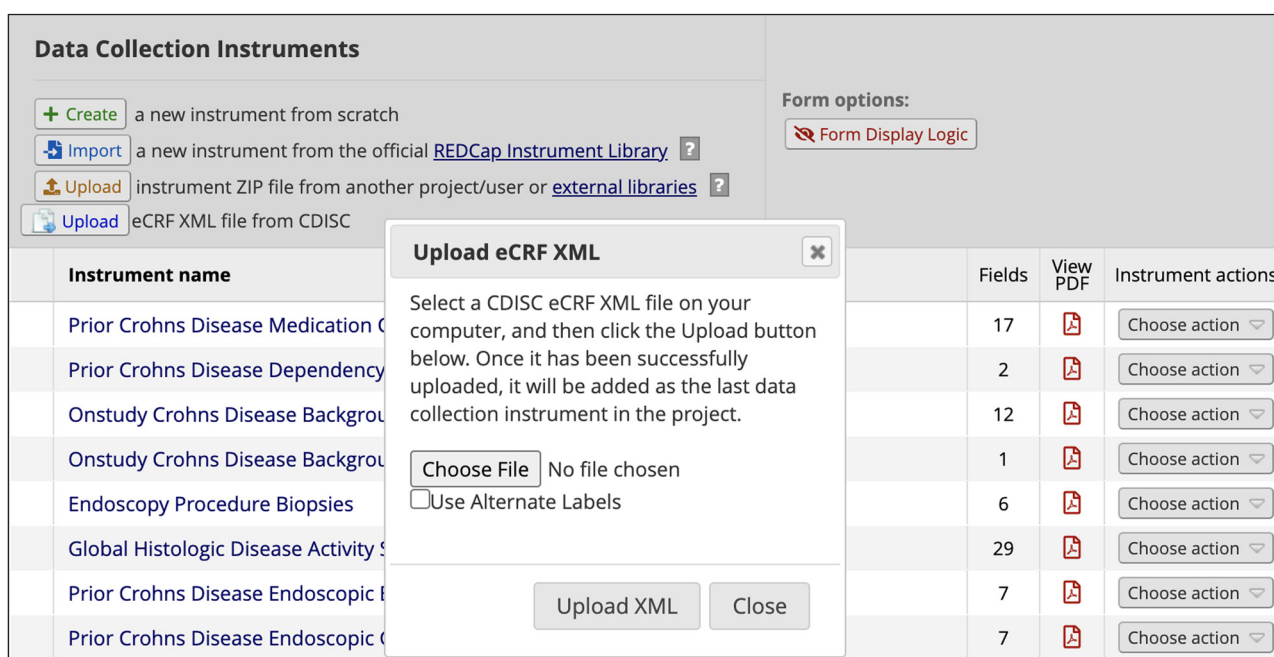 Data Collection Instruments
Create a new instrument from scratch
Import a new instrument from the official REDCap Instrument Library ?
Upload instrument ZIP file from another project/user or external libraries ?
Upload eCRF XML file from CDISC
Form options:
Form Display Logic
Instrument name Fields View PDF Instrument actions
Prior Crohns Disease Medication 17 Choose action
Prior Crohns Disease Dependency 2 Choose action
Onstudy Crohns Disease 12 Choose action
Onstudy Crohns Disease 1 Choose action
Endoscopy Procedure Biopsies 6 Choose action
Global Histologic Disease Activity 29 Choose action
Prior Crohns Disease Endoscopic 7 Choose action
Prior Crohns Disease Endoscopic 7 Choose action
Upload eCRF XML
Select a CDISC eCRF XML file on your
computer, and then click the Upload button
below. Once it has been successfully
uploaded, it will be added as the last data
collection instrument in the project.
Choose File No file chosen
Use Alternate Labels
Upload XML Close